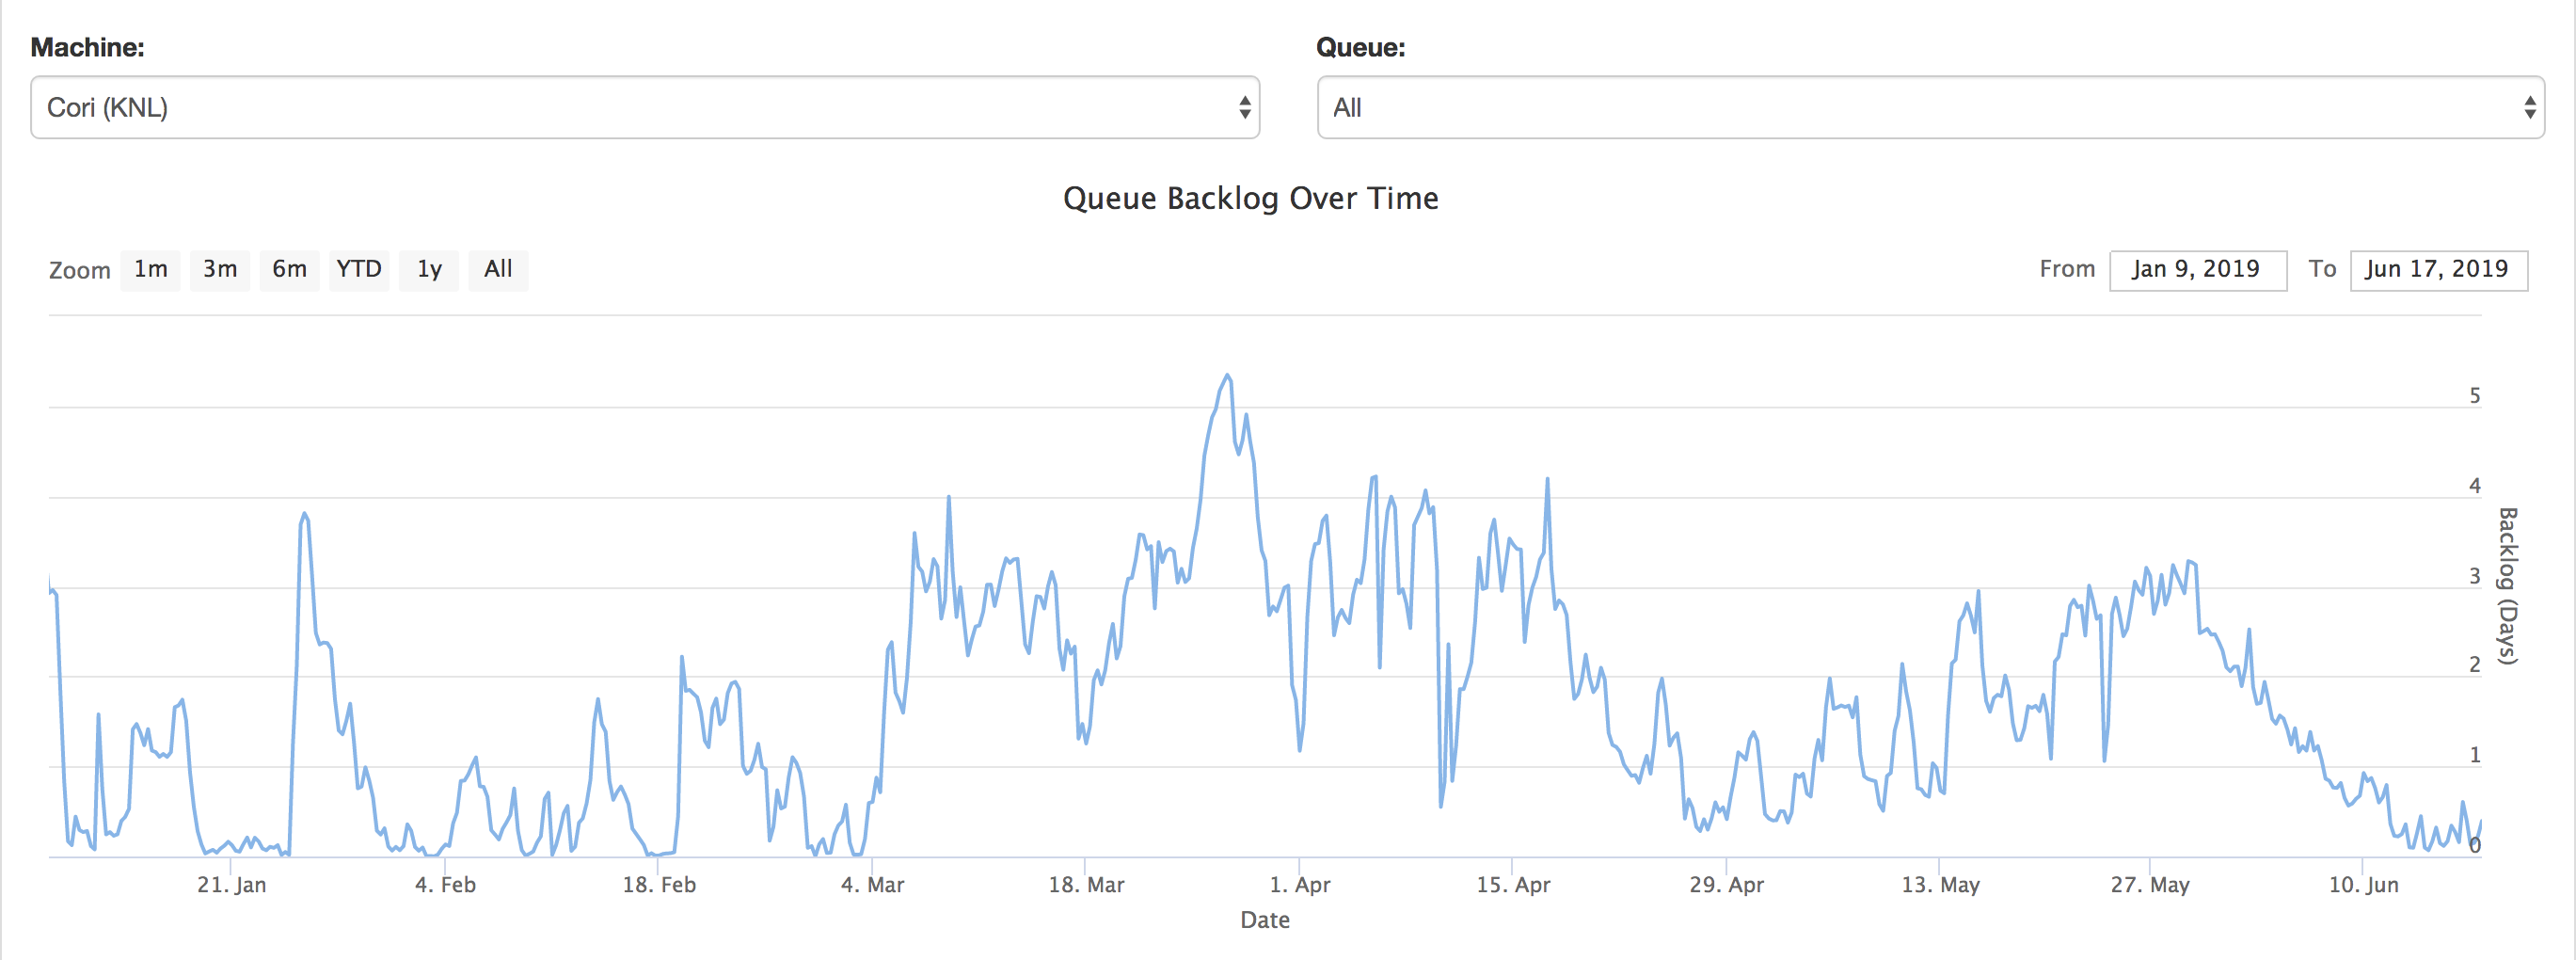 Machine: Queue:
Cori (KNL) All
Queue Backlog Over Time
Zoom 1m 3m 6m YTD 1y All From Jan 9, 2019 To Jun 17, 2019
5
4
3
2
1
0
Backlog (Days)
21. Jan 4. Feb 18. Feb 4. Mar 18. Mar 1. Apr 15. Apr 29. Apr 13. May 27. May 10. Jun
Date